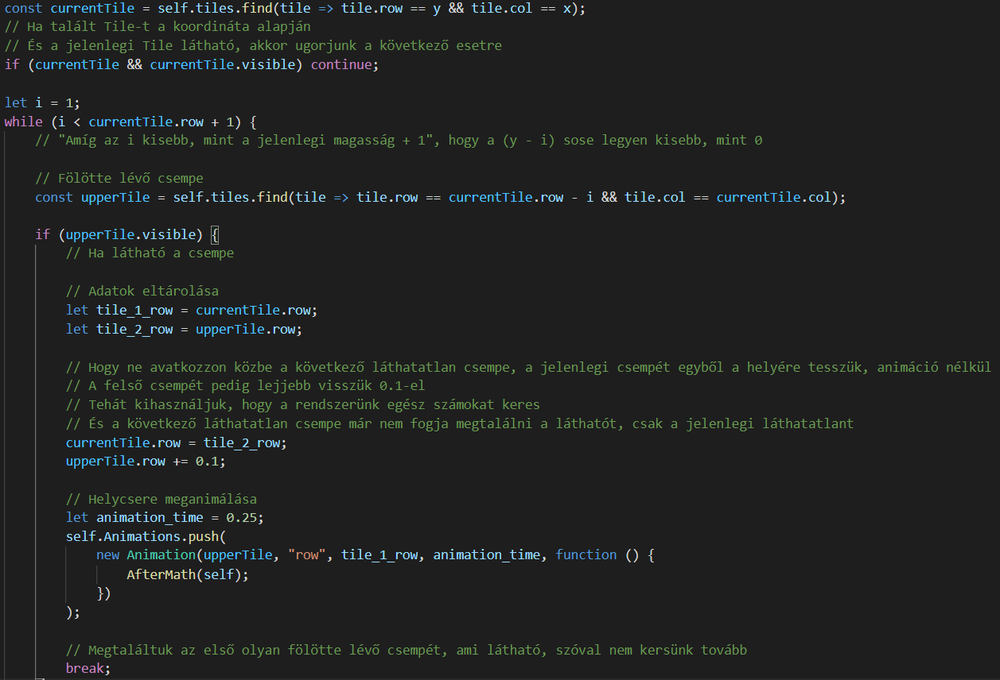 const currentTile = self.tiles.find(tile => tile.row == y && tile.col == x);
// Ha talált Tile-t a koordináta alapján
// És a jelenlegi Tile látható, akkor ugorjunk a következő esetre
if (currentTile && currentTile.visible) continue;
let i = 1;
while (i < currentTile.row + 1) {
// "Amíg az i kisebb, mint a jelenlegi magasság + 1", hogy a (y - i) sose legyen kisebb, mint 0
// Fölötte lévő csempe
const upperTile = self.tiles.find(tile => tile.row == currentTile.row - i && tile.col == currentTile.col);
if (upperTile.visible) {
// Ha látható a csempe
// Adatok eltárolása
let tile_1_row = currentTile.row;
let tile_2_row = upperTile.row;
// Hogy ne avatkozzon közbe a következő láthatatlan csempe, a jelenlegi csempét egyből a helyére tesszük, animáció nélkül
// A felső csempét pedig lejjebb visszük 0.1-el
// Tehát kihasználjuk, hogy a rendszerünk egész számokat keres
// És a következő láthatatlan csempe már nem fogja megtalálni a láthatót, csak a jelenlegi láthatatlant
currentTile.row = tile_2_row;
upperTile.row += 0.1;
// Helycsere meganimálása
let animation_time = 0.25;
self.Animations.push(
new Animation(upperTile, "row", tile_1_row, animation_time, function () {
AfterMath(self);
})
);
// Megtaláltuk az első olyan fölötte lévő csempét, ami látható, szóval nem kersünk tovább
break;